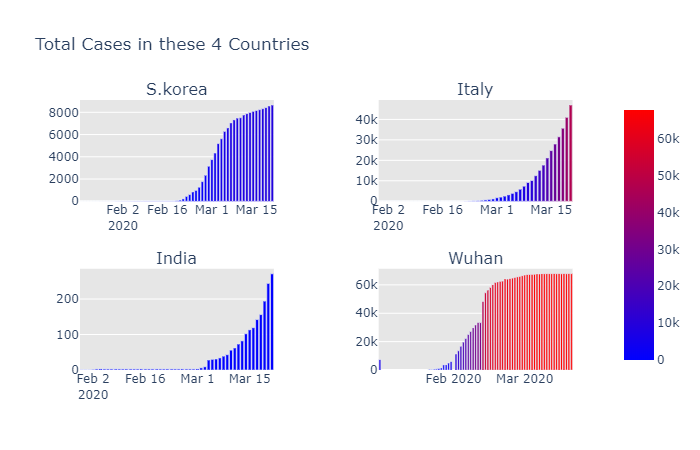 Total Cases in these 4 Countries
S.korea
8000
6000
4000
2000
0
Feb 2
2020
Feb 16
Mar 1
Mar 15
Italy
40k
30k
20k
10k
0
Feb 2
2020
Feb 16
Mar 1
Mar 15
India
200
100
0
Feb 2
2020
Feb 16
Mar 1
Mar 15
Wuhan
60k
40k
20k
0
Feb 2020
Mar 2020
60k
50k
40k
30k
20k
10k
0